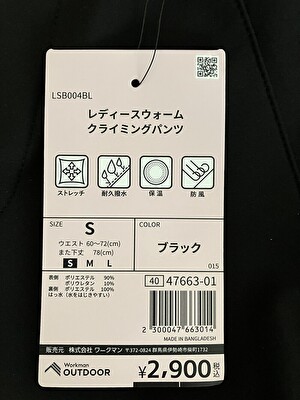 LSB004BL
レディースウォーム
クライミングパンツ
ストレッチ
耐久撥水
保温
防風
SIZE
S
ウエスト 60〜72(cm)
また下丈 78(cm)
S M L
COLOR
ブラック
015
表側 ポリエステル 90%
ポリウレタン 10%
裏側 ポリエステル 100%
はっ水 (水をはじきやすい)
40 47663-01
2 300047 663014
MADE IN BANGLADESH
販売元 株式会社 ワークマン 〒372-0824 群馬県伊勢崎市柴町1732
Workman
OUTDOOR
¥2,900税込